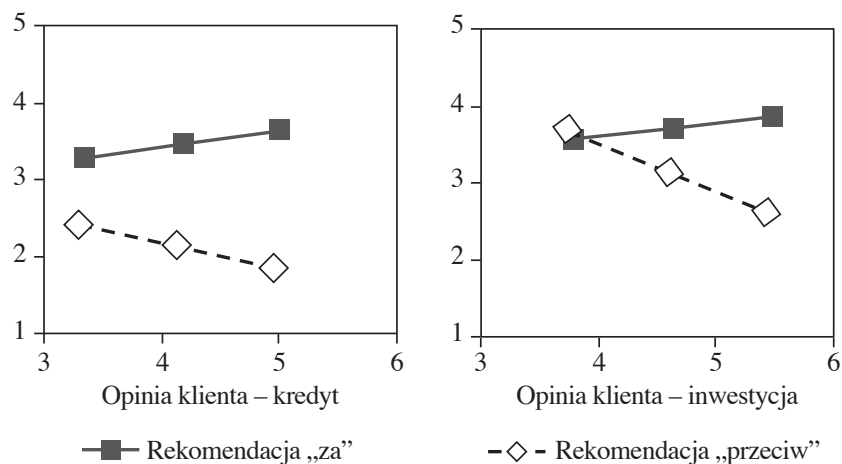 5
4
3
2
1
3 4 5 6
Opinia klienta – kredyt
5
4
3
2
1
3 4 5 6
Opinia klienta – inwestycja
Rekomendacja „za”
Rekomendacja „przeciw”